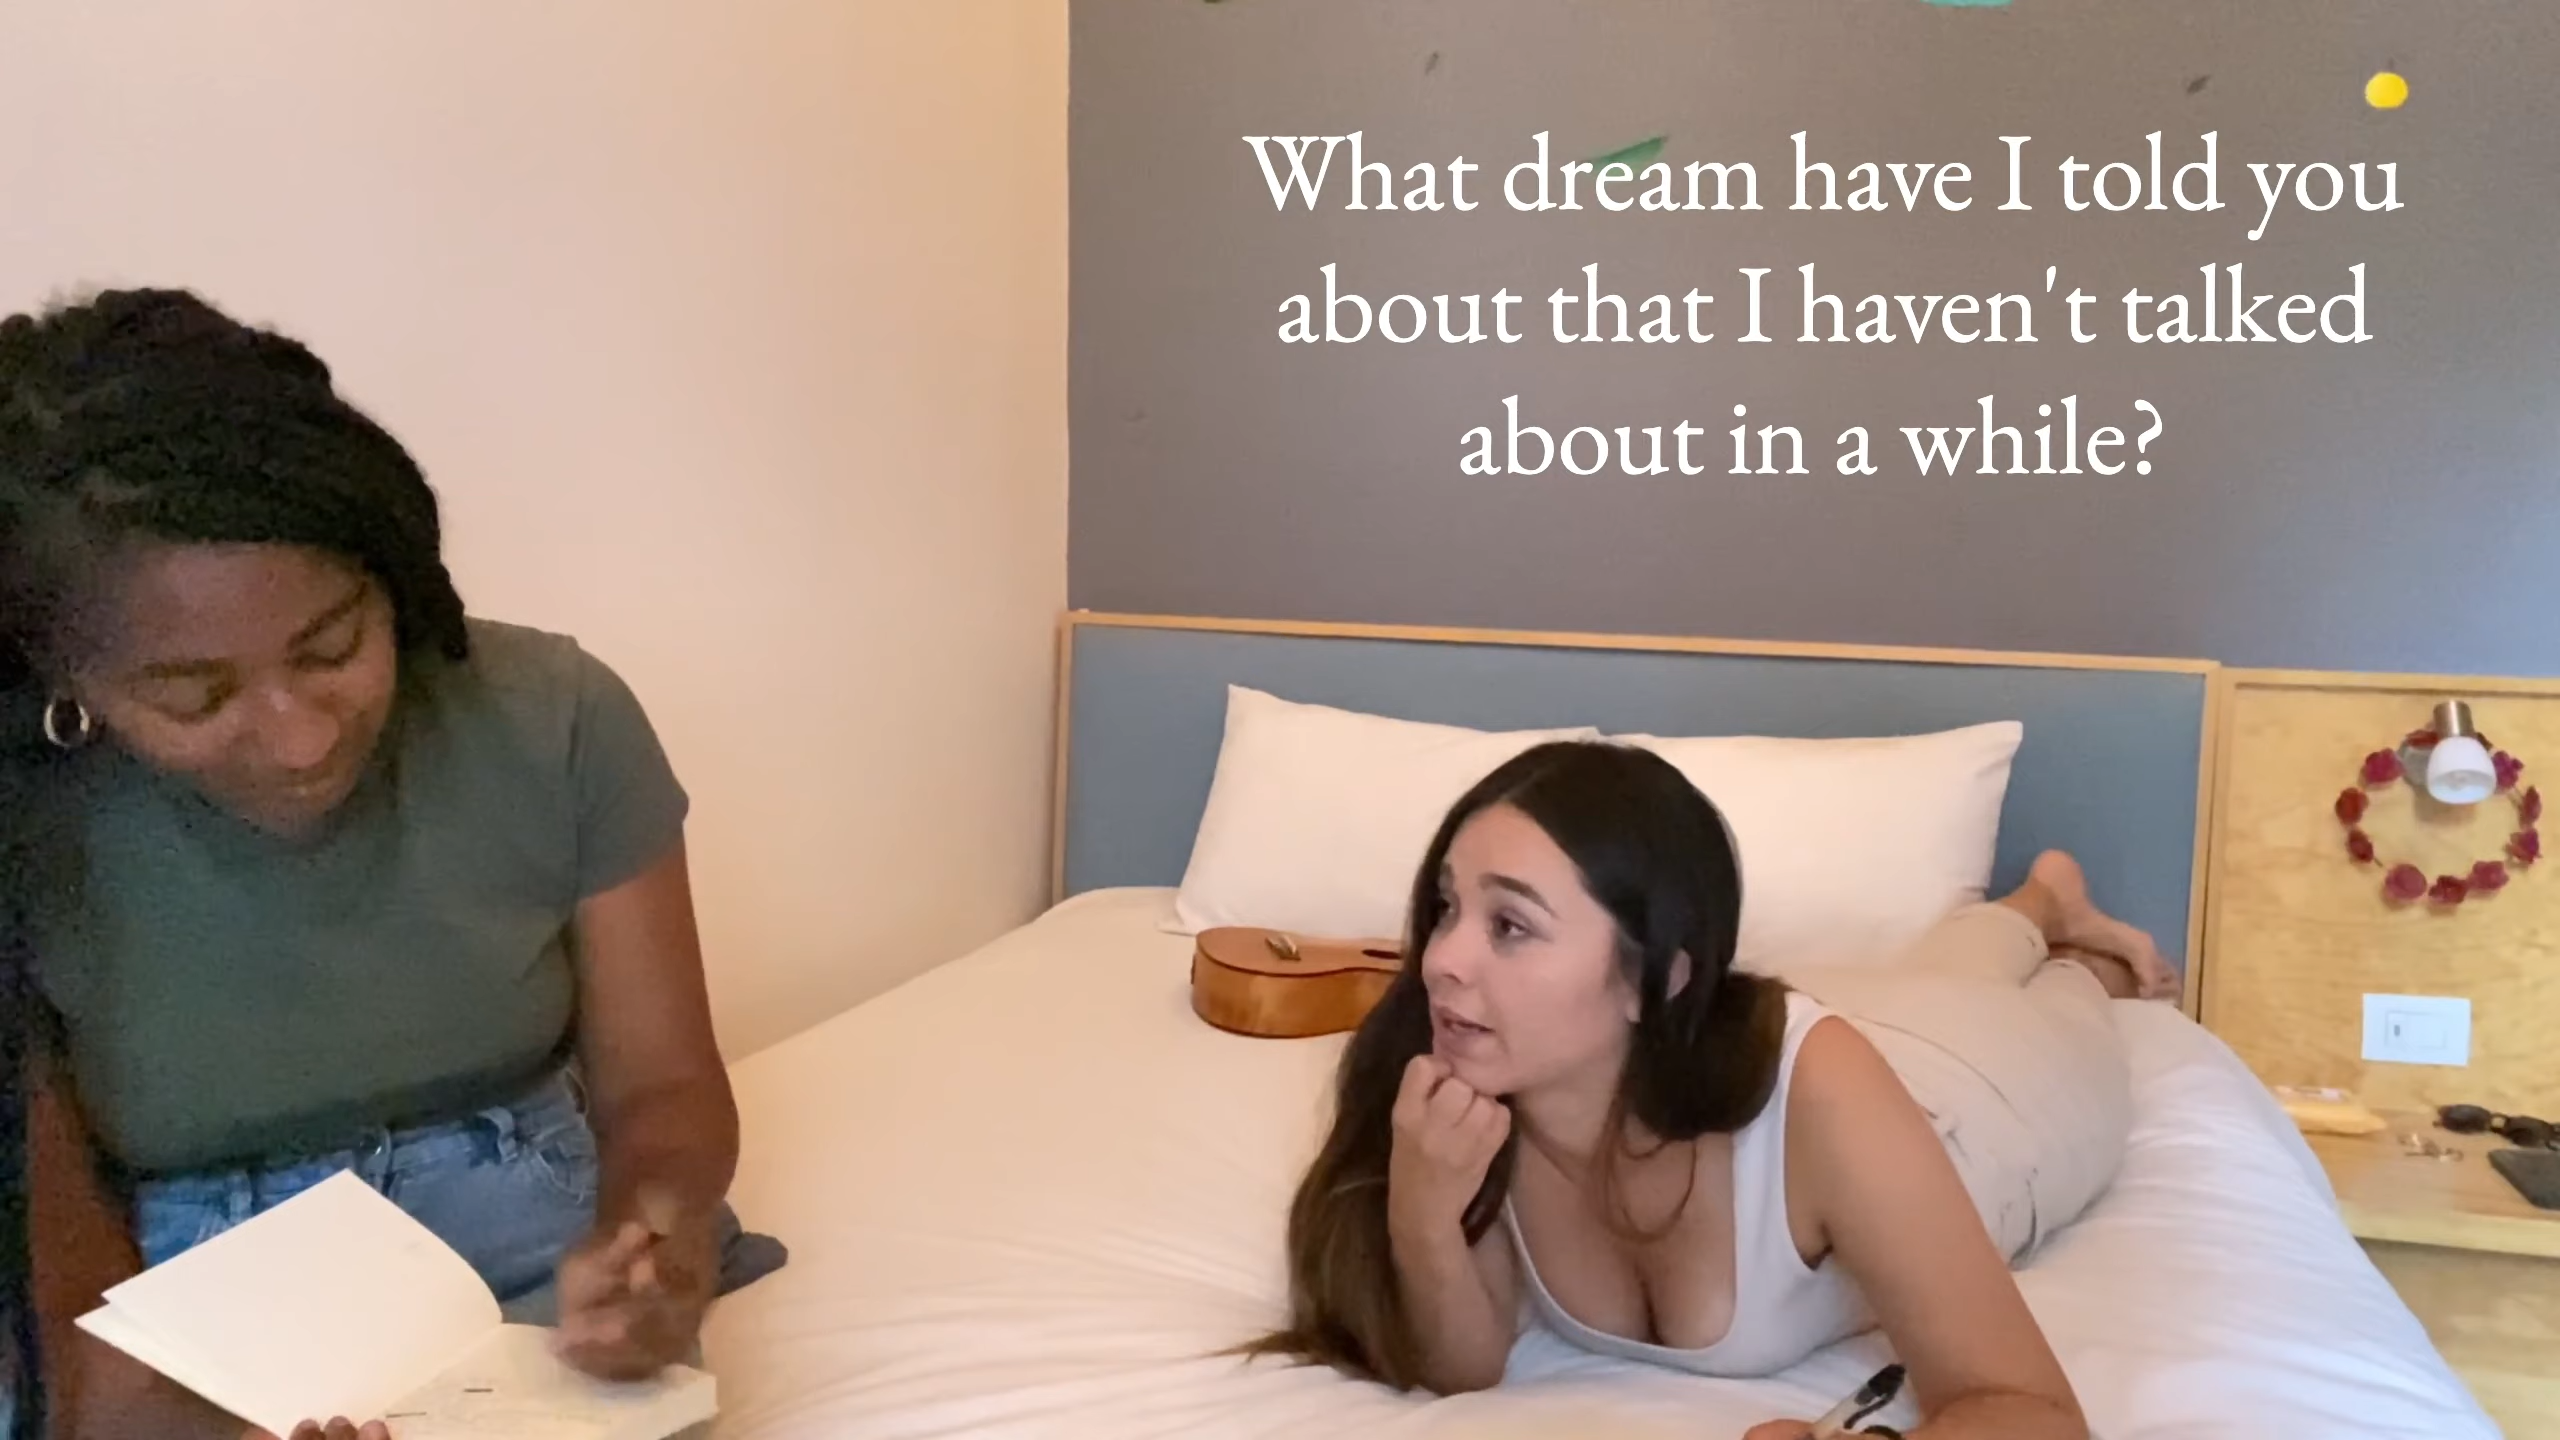 What dream have I told you
about that I haven't talked
about in a while?